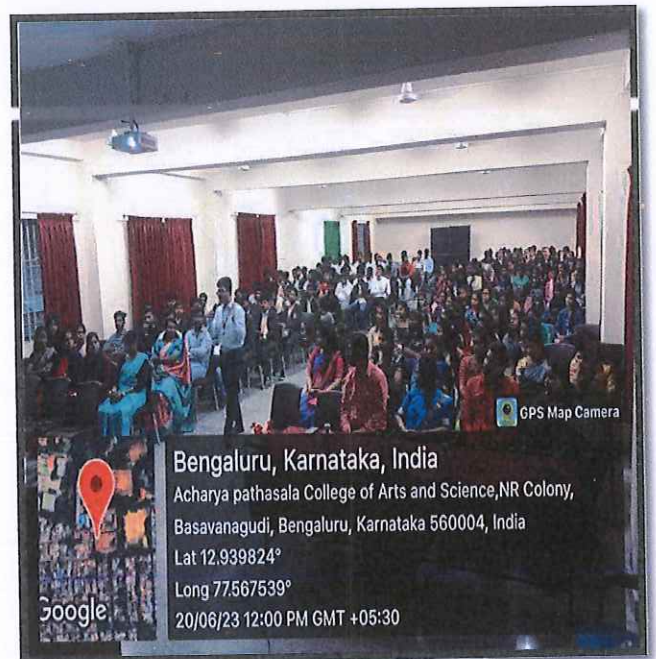 GPS Map Camera
Bengaluru, Karnataka, India
Acharya pathasala College of Arts and Science,NR Colony,
Basavanagudi, Bengaluru, Karnataka 560004, India
Lat 12.939824°
Long 77.567539°
20/06/23 12:00 PM GMT +05:30
Google